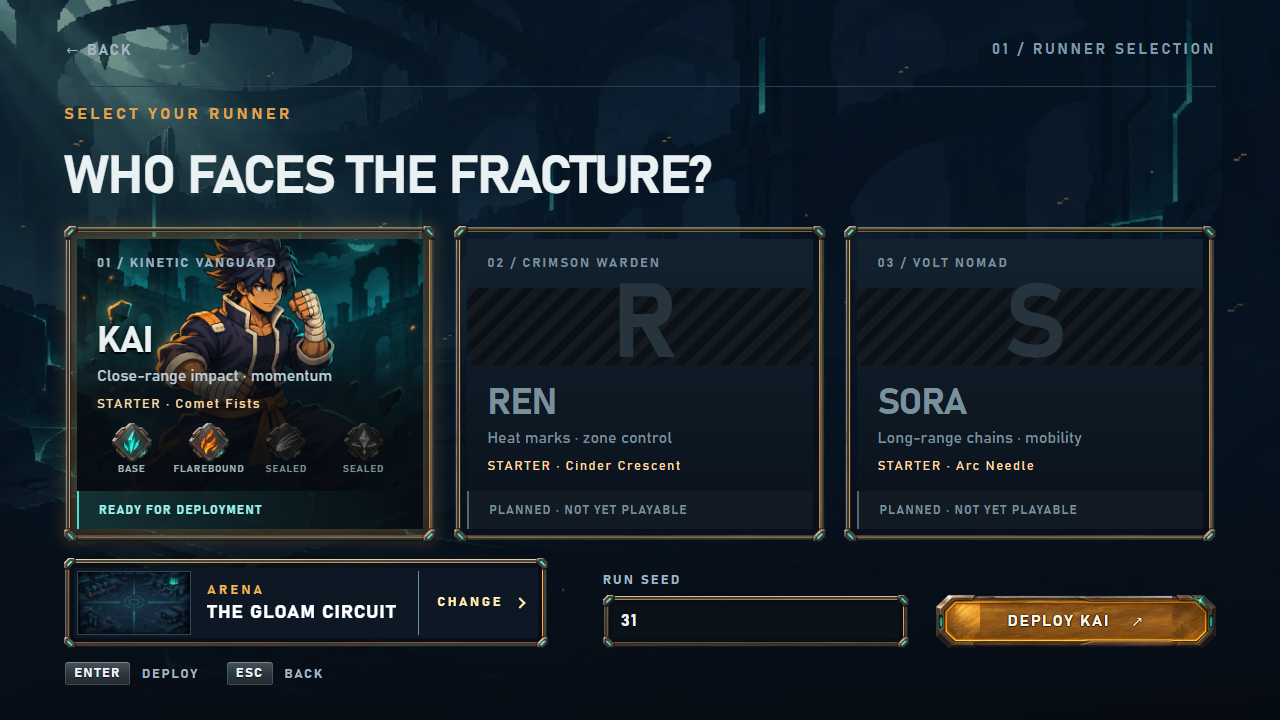 ← BACK
01 / RUNNER SELECTION
SELECT YOUR RUNNER
WHO FACES THE FRACTURE?
01 / KINETIC VANGUARD
KAI
Close-range impact · momentum
STARTER · Comet Fists
BASE
FLAREBOUND
SEALED
SEALED
READY FOR DEPLOYMENT
02 / CRIMSON WARDEN
R
REN
Heat marks · zone control
STARTER · Cinder Crescent
PLANNED · NOT YET PLAYABLE
03 / VOLT NOMAD
S
SORA
Long-range chains · mobility
STARTER · Arc Needle
PLANNED · NOT YET PLAYABLE
ARENA
THE GLOAM CIRCUIT
CHANGE >
RUN SEED
31
DEPLOY KAI ↗
ENTER DEPLOY ESC BACK